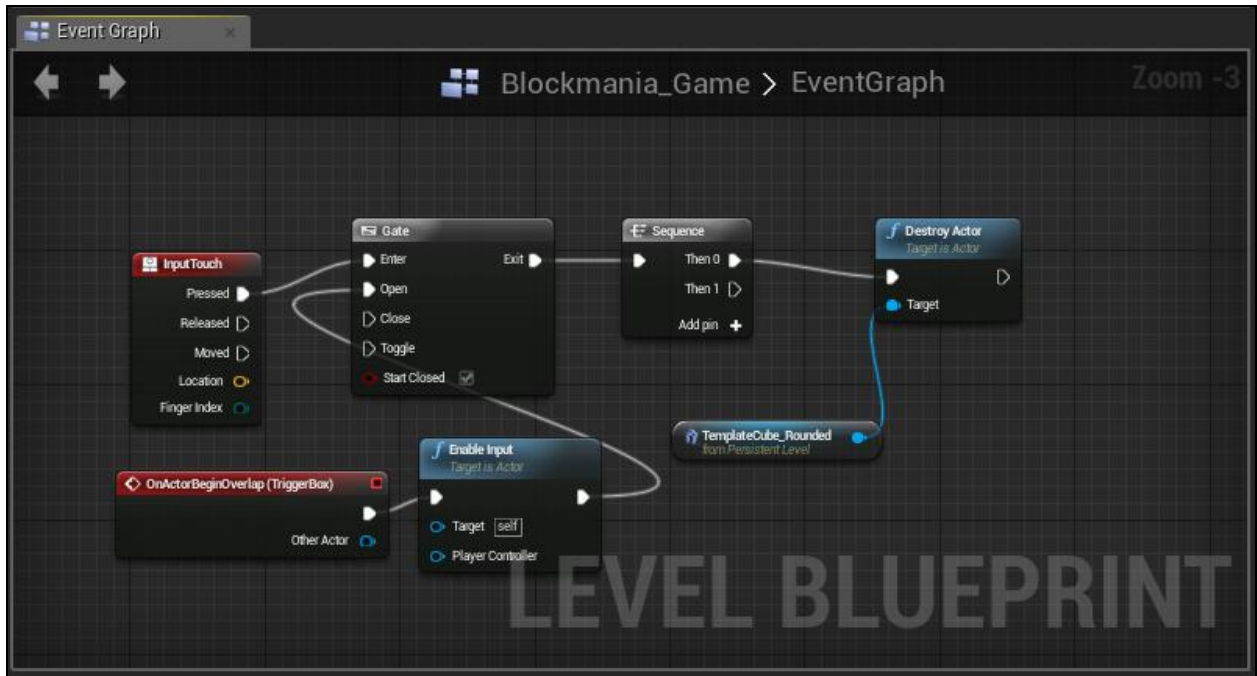 Event Graph
Blockmania_Game > EventGraph
Zoom -3
InputTouch
Pressed
Released
Moved
Location
Finger Index
Gate
Enter
Exit
Open
Close
Toggle
Start Closed
Sequence
Then 0
Then 1
Add pin
Destroy Actor
Target is Actor
Target
TemplateCube_Rounded
from Persistent Level
OnActorBeginOverlap (TriggerBox)
Other Actor
Enable Input
Target is Actor
Target self
Player Controller
LEVEL BLUEPRINT